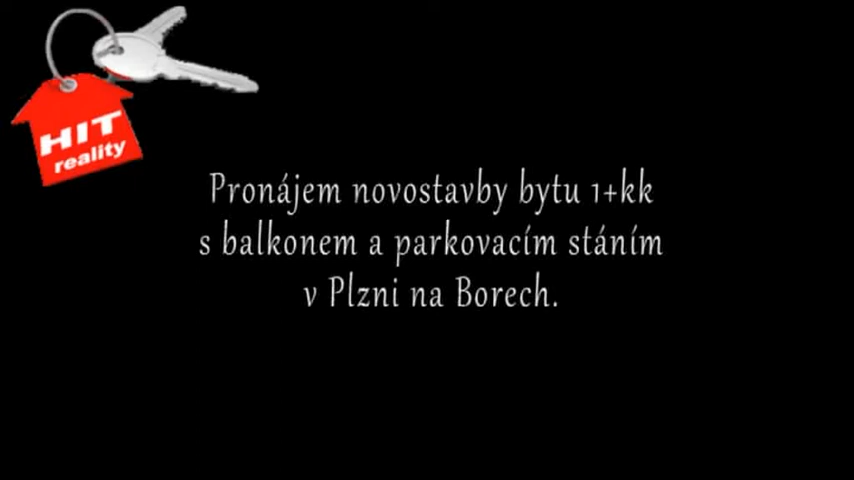 HIT
reality
Pronájem novostavby bytu 1+kk
s balkonem a parkovacím stáním
v Plzni na Borech.